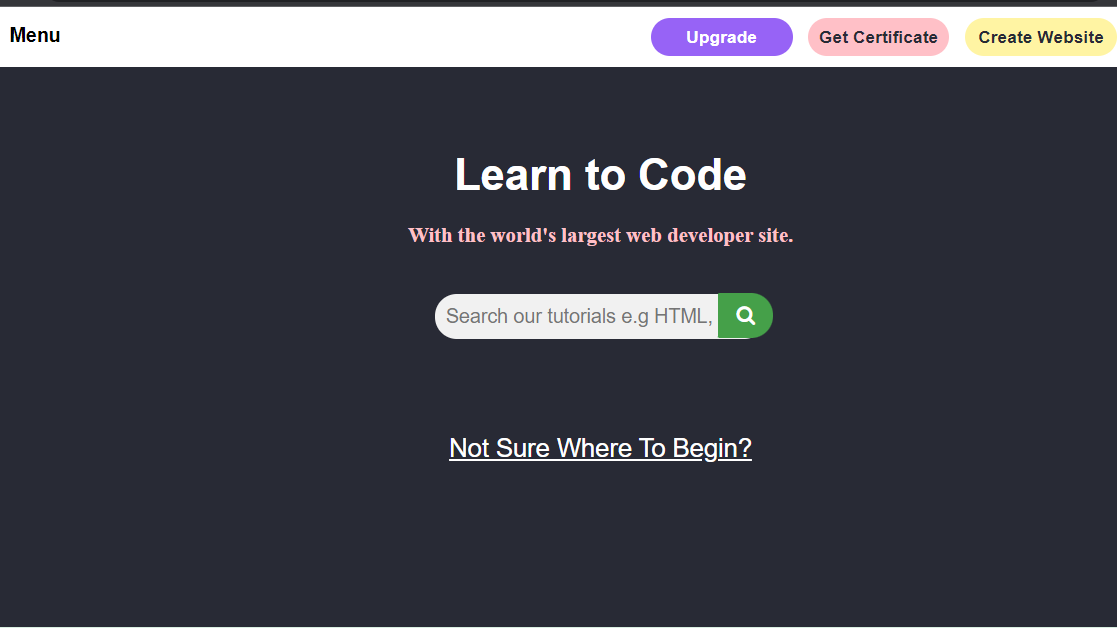 Menu
Upgrade
Get Certificate
Create Website
Learn to Code
With the world's largest web developer site.
Search our tutorials e.g HTML,
Not Sure Where To Begin?